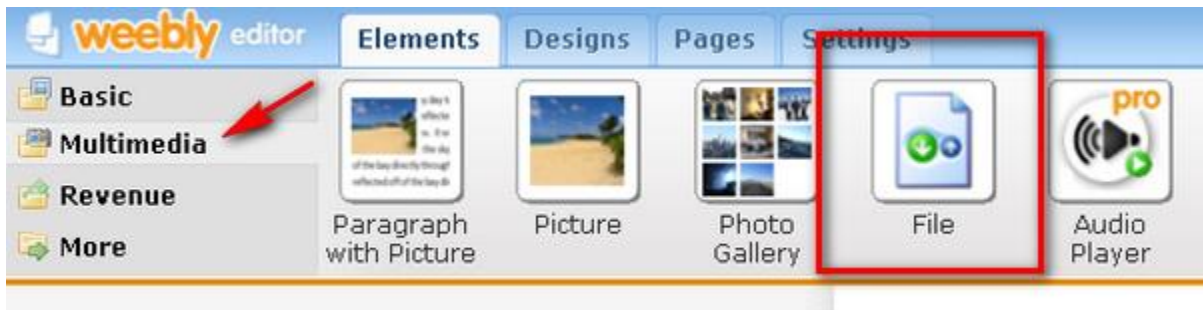 weebly editor
Elements
Designs
Pages
Settings
Basic
Multimedia
Revenue
More
Paragraph
with Picture
Picture
Photo
Gallery
File
pro
Audio
Player